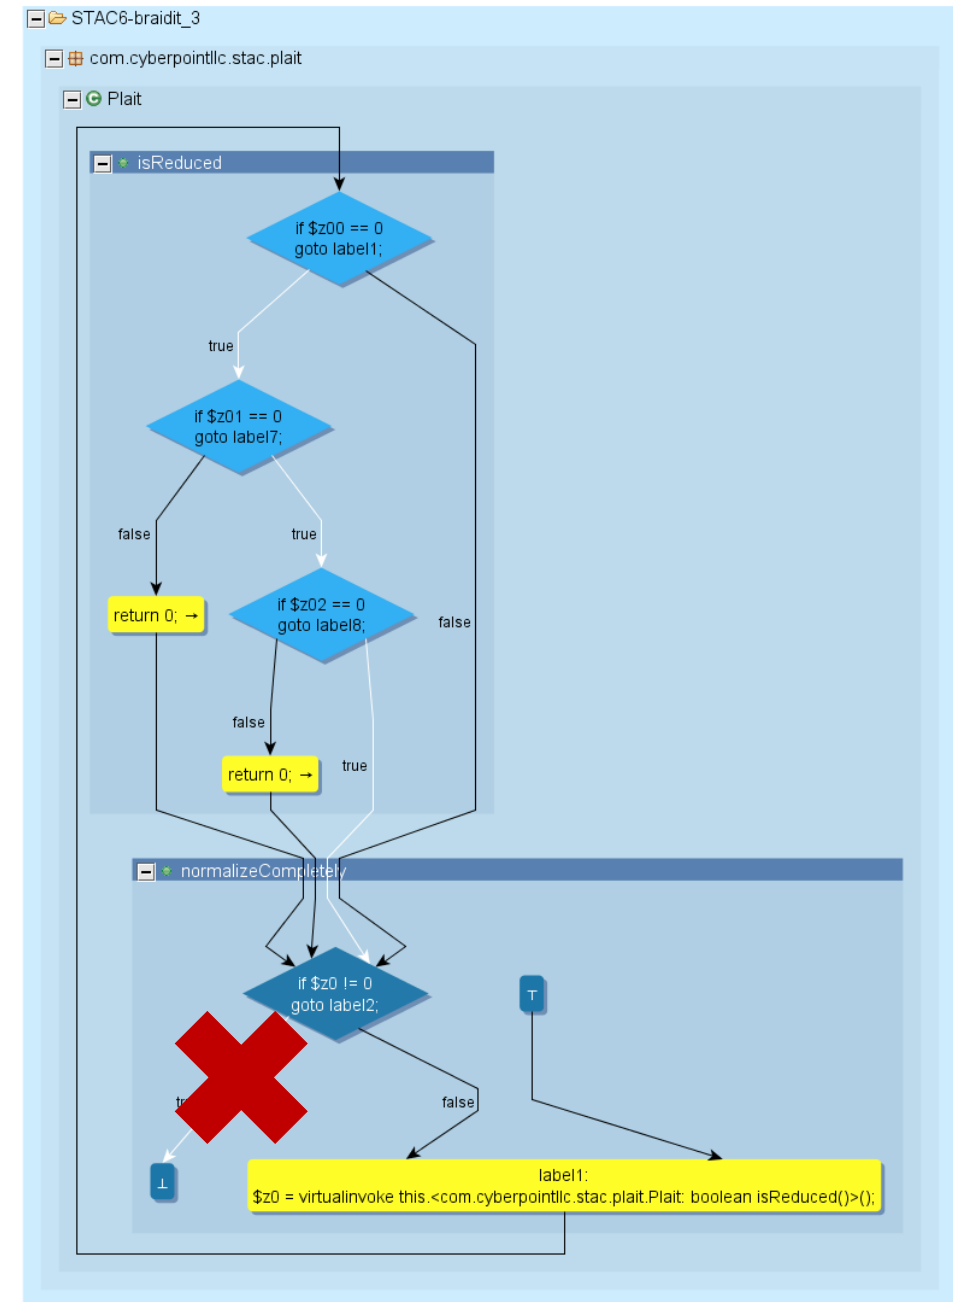 STAC6-braidit_3
com.cyberpointllc.stac.plait
Plait
isReduced
if $z00 == 0
goto label1;
true
if $z01 == 0
goto label7;
false
true
return 0; →
if $z02 == 0
goto label8;
false
false
return 0; →
true
normalizeCompletely
if $z0 != 0
goto label2;
⊤
false
⊥
label1:
$z0 = virtualinvoke this.<com.cyberpointllc.stac.plait.Plait: boolean isReduced()>();